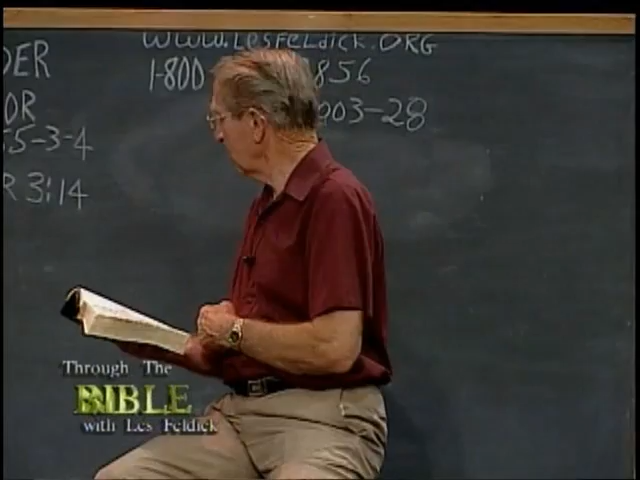 WWW.LESFELDICK.ORG
DER
1-800 856
OR 903-28
55-3-4
R 3:14
Through The
BIBLE
with Les Feldick